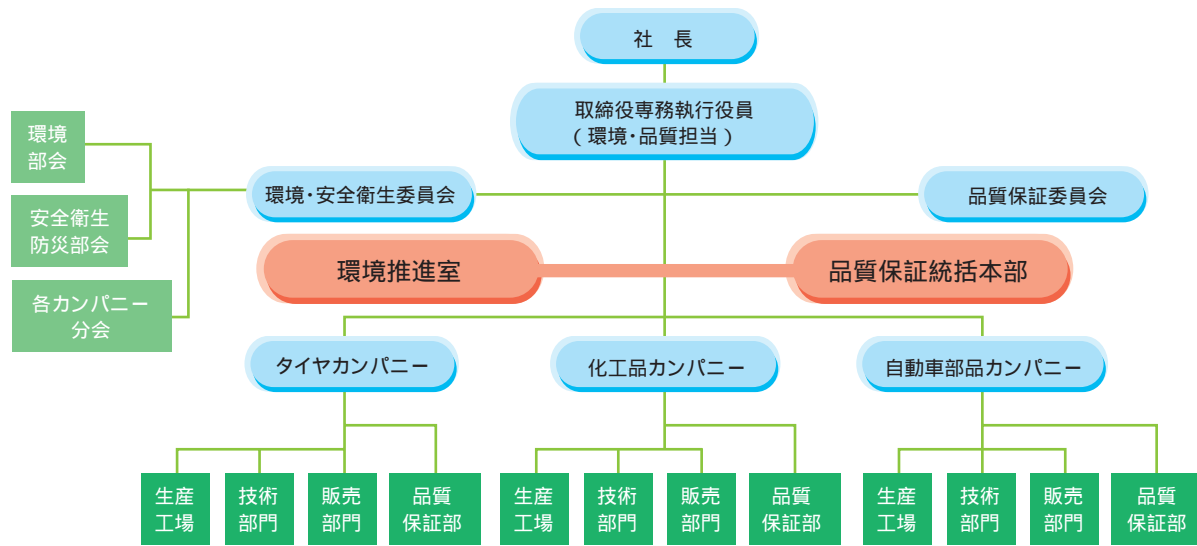 社　長
取締役専務執行役員
(環境・品質担当)
環境
部会
環境・安全衛生委員会
品質保証委員会
安全衛生
防災部会
環境推進室
品質保証統括本部
各カンパニー
分会
タイヤカンパニー
化工品カンパニー
自動車部品カンパニー
生産
工場
技術
部門
販売
部門
品質
保証部
生産
工場
技術
部門
販売
部門
品質
保証部
生産
工場
技術
部門
販売
部門
品質
保証部